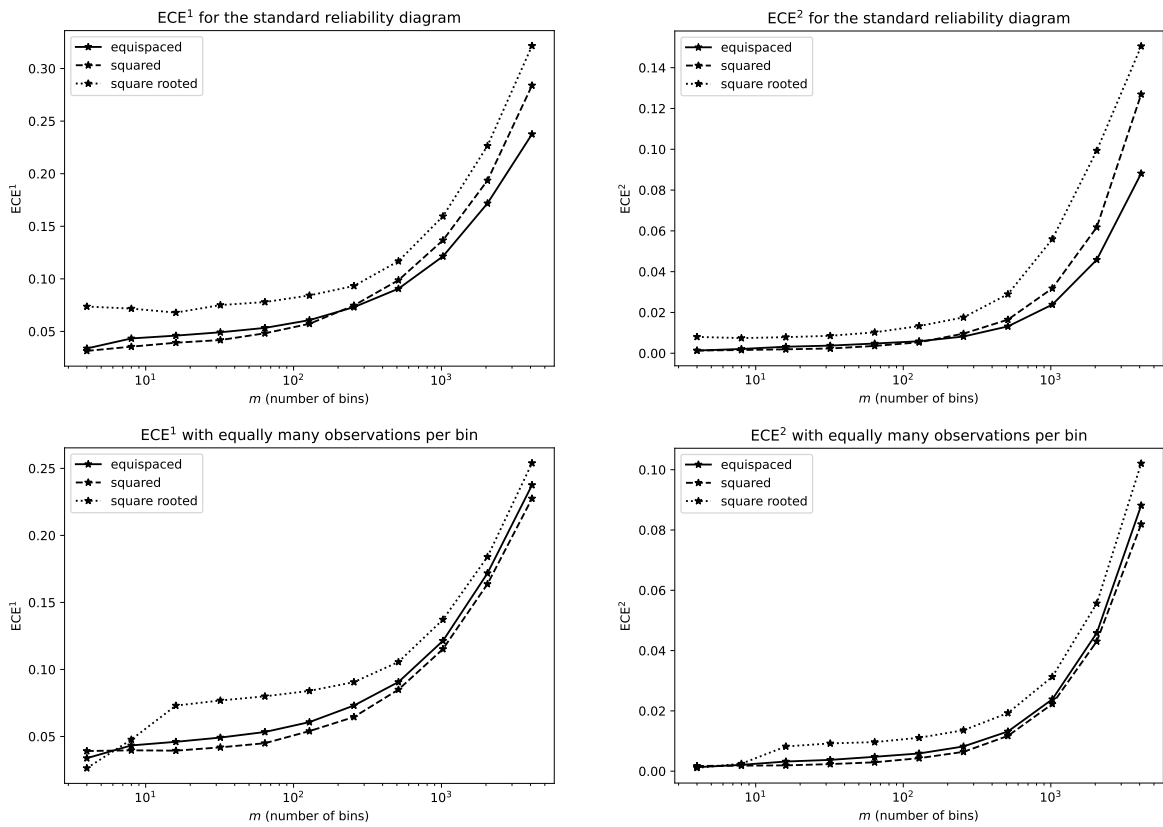 ECE¹ for the standard reliability diagram
equispaced
squared
square rooted
0.30
0.25
0.20
0.15
0.10
0.05
ECE¹
10¹
10²
10³
m (number of bins)
ECE² for the standard reliability diagram
equispaced
squared
square rooted
0.14
0.12
0.10
0.08
0.06
0.04
0.02
0.00
ECE²
10¹
10²
10³
m (number of bins)
ECE¹ with equally many observations per bin
equispaced
squared
square rooted
0.25
0.20
0.15
0.10
0.05
ECE¹
10¹
10²
10³
m (number of bins)
ECE² with equally many observations per bin
equispaced
squared
square rooted
0.10
0.08
0.06
0.04
0.02
0.00
ECE²
10¹
10²
10³
m (number of bins)